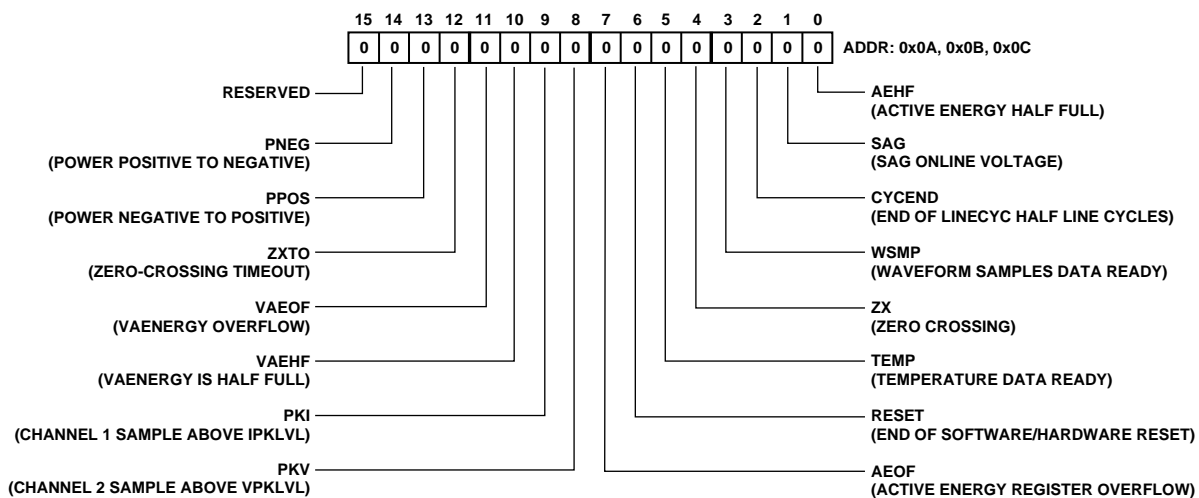 15 14 13 12 11 10 9 8 7 6 5 4 3 2 1 0
0 0 0 0 0 0 0 0 0 0 0 0 0 0 0 0 ADDR: 0x0A, 0x0B, 0x0C
RESERVED
PNEG
(POWER POSITIVE TO NEGATIVE)
PPOS
(POWER NEGATIVE TO POSITIVE)
ZXTO
(ZERO-CROSSING TIMEOUT)
VAEOF
(VAENERGY OVERFLOW)
VAEHF
(VAENERGY IS HALF FULL)
PKI
(CHANNEL 1 SAMPLE ABOVE IPKLVL)
PKV
(CHANNEL 2 SAMPLE ABOVE VPKLVL)
AEHF
(ACTIVE ENERGY HALF FULL)
SAG
(SAG ONLINE VOLTAGE)
CYCEND
(END OF LINECYC HALF LINE CYCLES)
WSMP
(WAVEFORM SAMPLES DATA READY)
ZX
(ZERO CROSSING)
TEMP
(TEMPERATURE DATA READY)
RESET
(END OF SOFTWARE/HARDWARE RESET)
AEOF
(ACTIVE ENERGY REGISTER OVERFLOW)